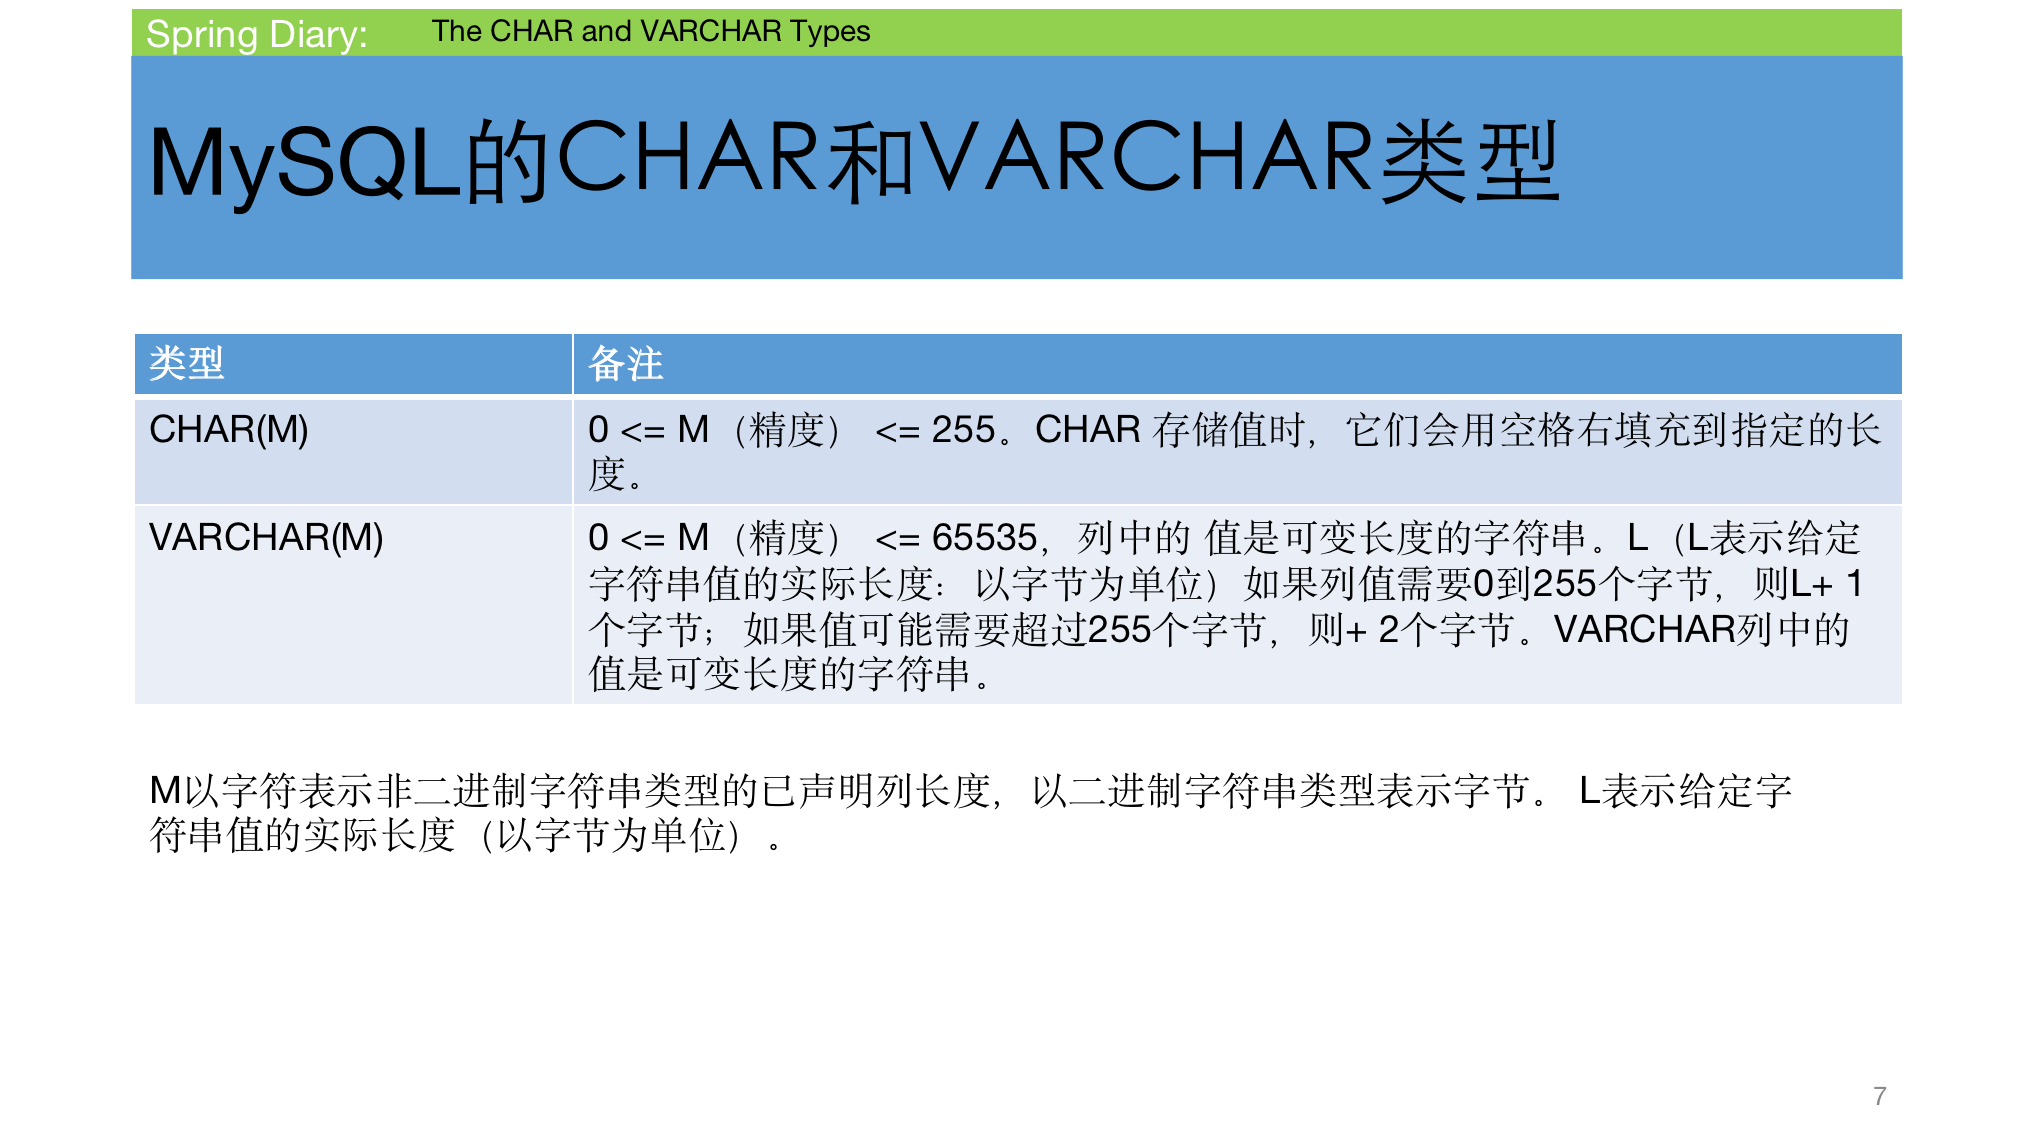 Spring Diary: The CHAR and VARCHAR Types
MySQL的CHAR和VARCHAR类型
类型 备注
CHAR(M) 0 <= M（精度） <= 255。CHAR 存储值时，它们会用空格右填充到指定的长
度。
VARCHAR(M) 0 <= M（精度） <= 65535，列中的 值是可变长度的字符串。L（L表示给定
字符串值的实际长度：以字节为单位）如果列值需要0到255个字节，则L+ 1
个字节；如果值可能需要超过255个字节，则+ 2个字节。VARCHAR列中的
值是可变长度的字符串。
M以字符表示非二进制字符串类型的已声明列长度，以二进制字符串类型表示字节。 L表示给定字
符串值的实际长度（以字节为单位）。
7